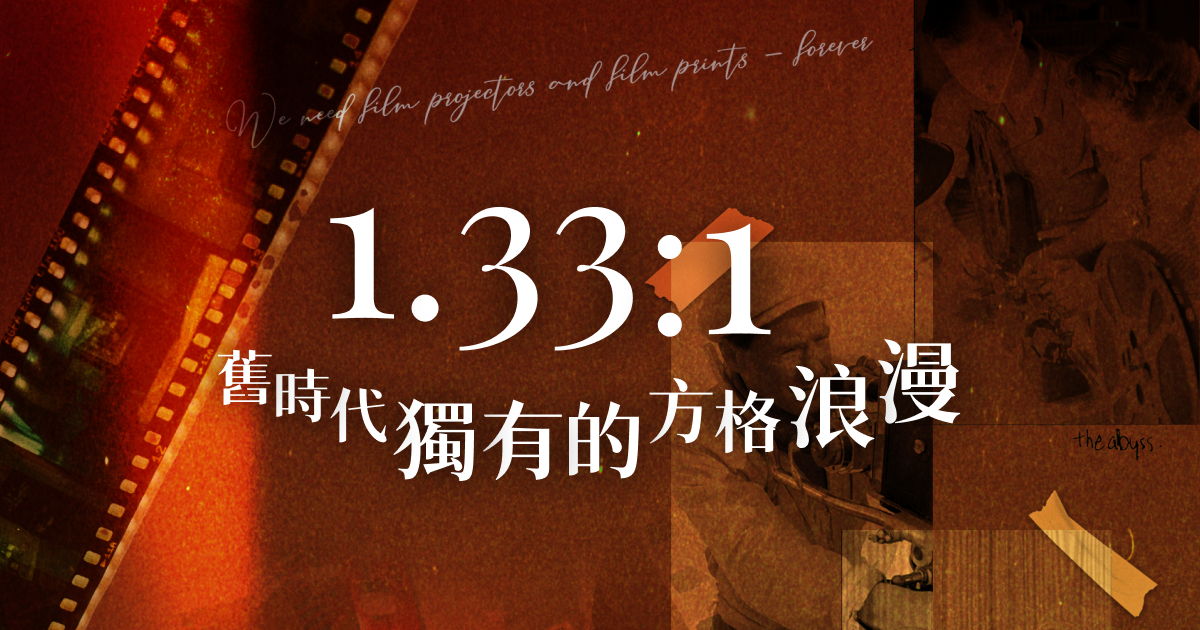 We need film projectors and film prints – forever
1.33:1
舊時代獨有的方格浪漫
the abyss.